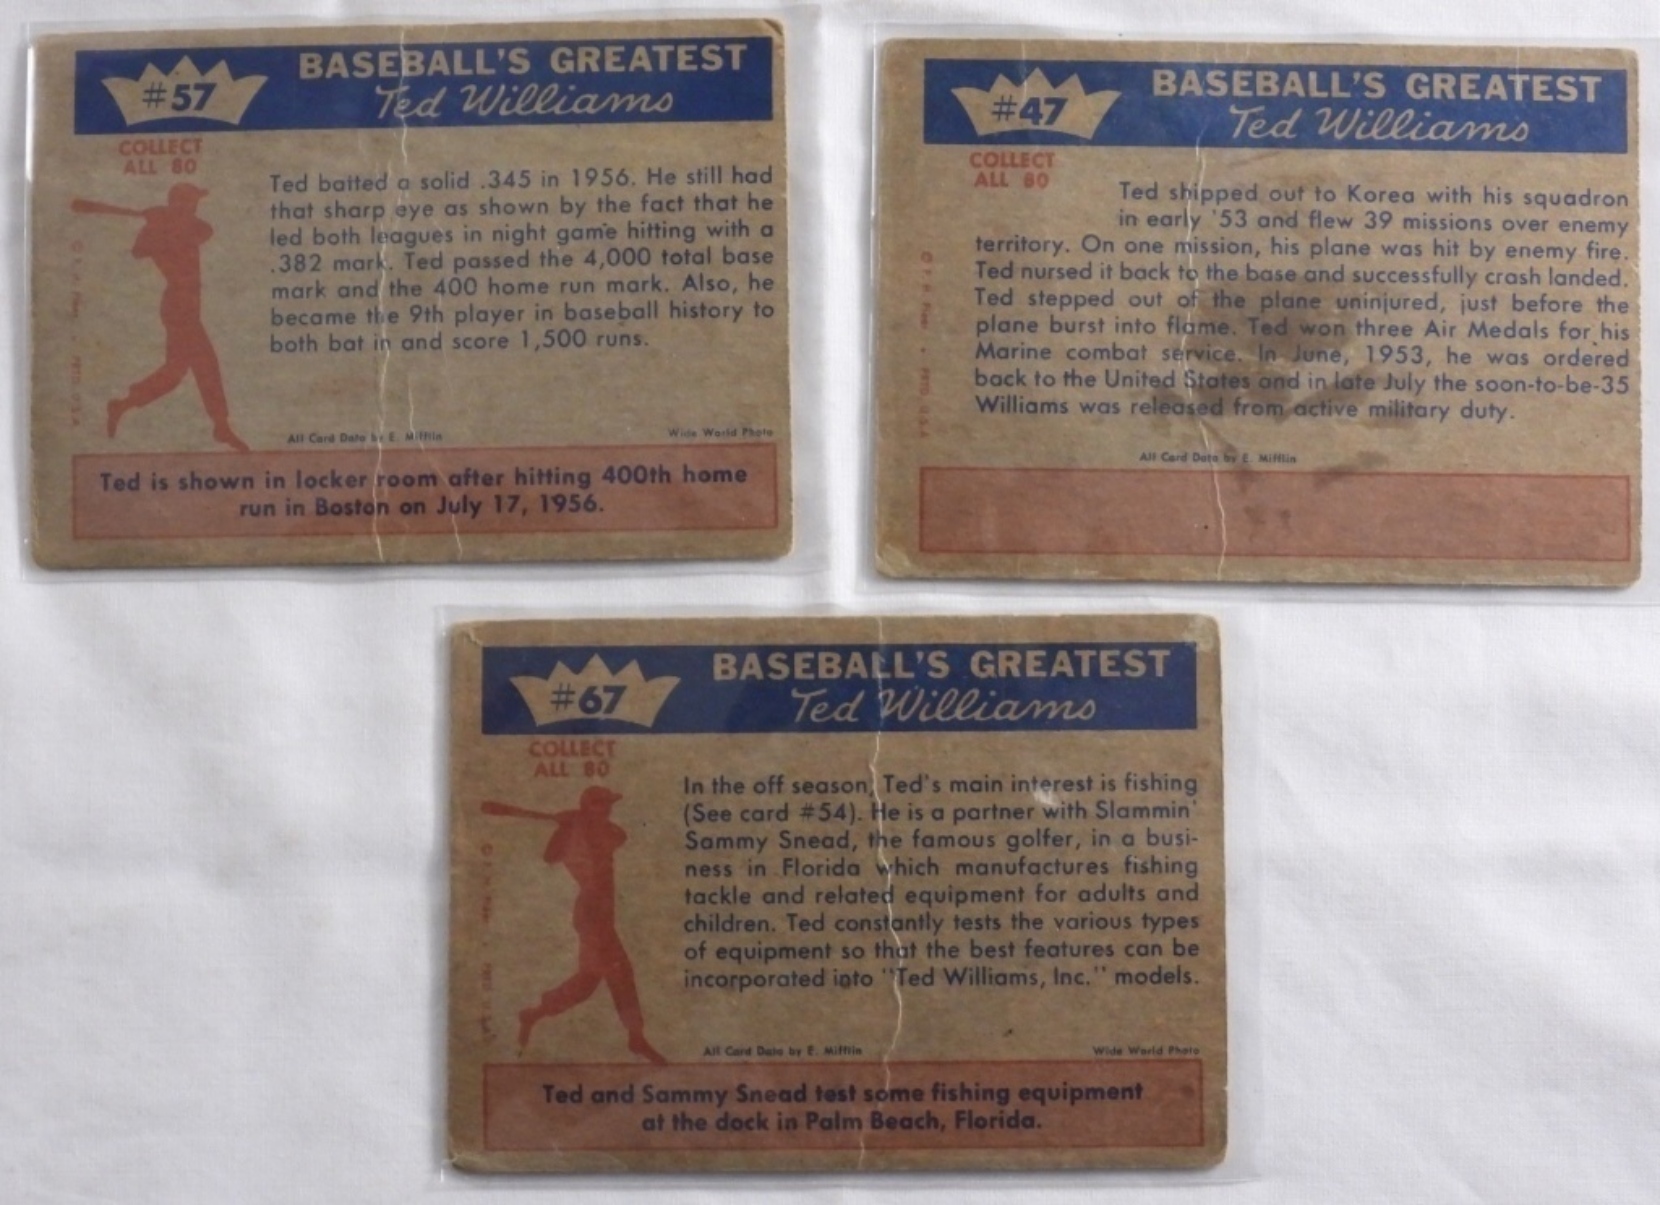 #57
BASEBALL'S GREATEST
Ted Williams
COLLECT
ALL 80
Ted batted a solid .345 in 1956. He still had
that sharp eye as shown by the fact that he
led both leagues in night game hitting with a
.382 mark. Ted passed the 4,000 total base
mark and the 400 home run mark. Also, he
became the 9th player in baseball history to
both bat in and score 1,500 runs.
All Card Data by E. Mifflin
Wide World Photo
Ted is shown in locker room after hitting 400th home
run in Boston on July 17, 1956.
#47
BASEBALL'S GREATEST
Ted Williams
COLLECT
ALL 80
Ted shipped out to Korea with his squadron
in early '53 and flew 39 missions over enemy
territory. On one mission, his plane was hit by enemy fire.
Ted nursed it back to the base and successfully crash landed.
Ted stepped out of the plane uninjured, just before the
plane burst into flame. Ted won three Air Medals for his
Marine combat service. In June, 1953, he was ordered
back to the United States and in late July the soon-to-be-35
Williams was released from active military duty.
All Card Data by E. Mifflin
#67
BASEBALL'S GREATEST
Ted Williams
COLLECT
ALL 80
In the off season, Ted's main interest is fishing
(See card #54). He is a partner with Slammin'
Sammy Snead, the famous golfer, in a busi-
ness in Florida which manufactures fishing
tackle and related equipment for adults and
children. Ted constantly tests the various types
of equipment so that the best features can be
incorporated into "Ted Williams, Inc." models.
All Card Data by E. Mifflin
Wide World Photo
Ted and Sammy Snead test some fishing equipment
at the dock in Palm Beach, Florida.